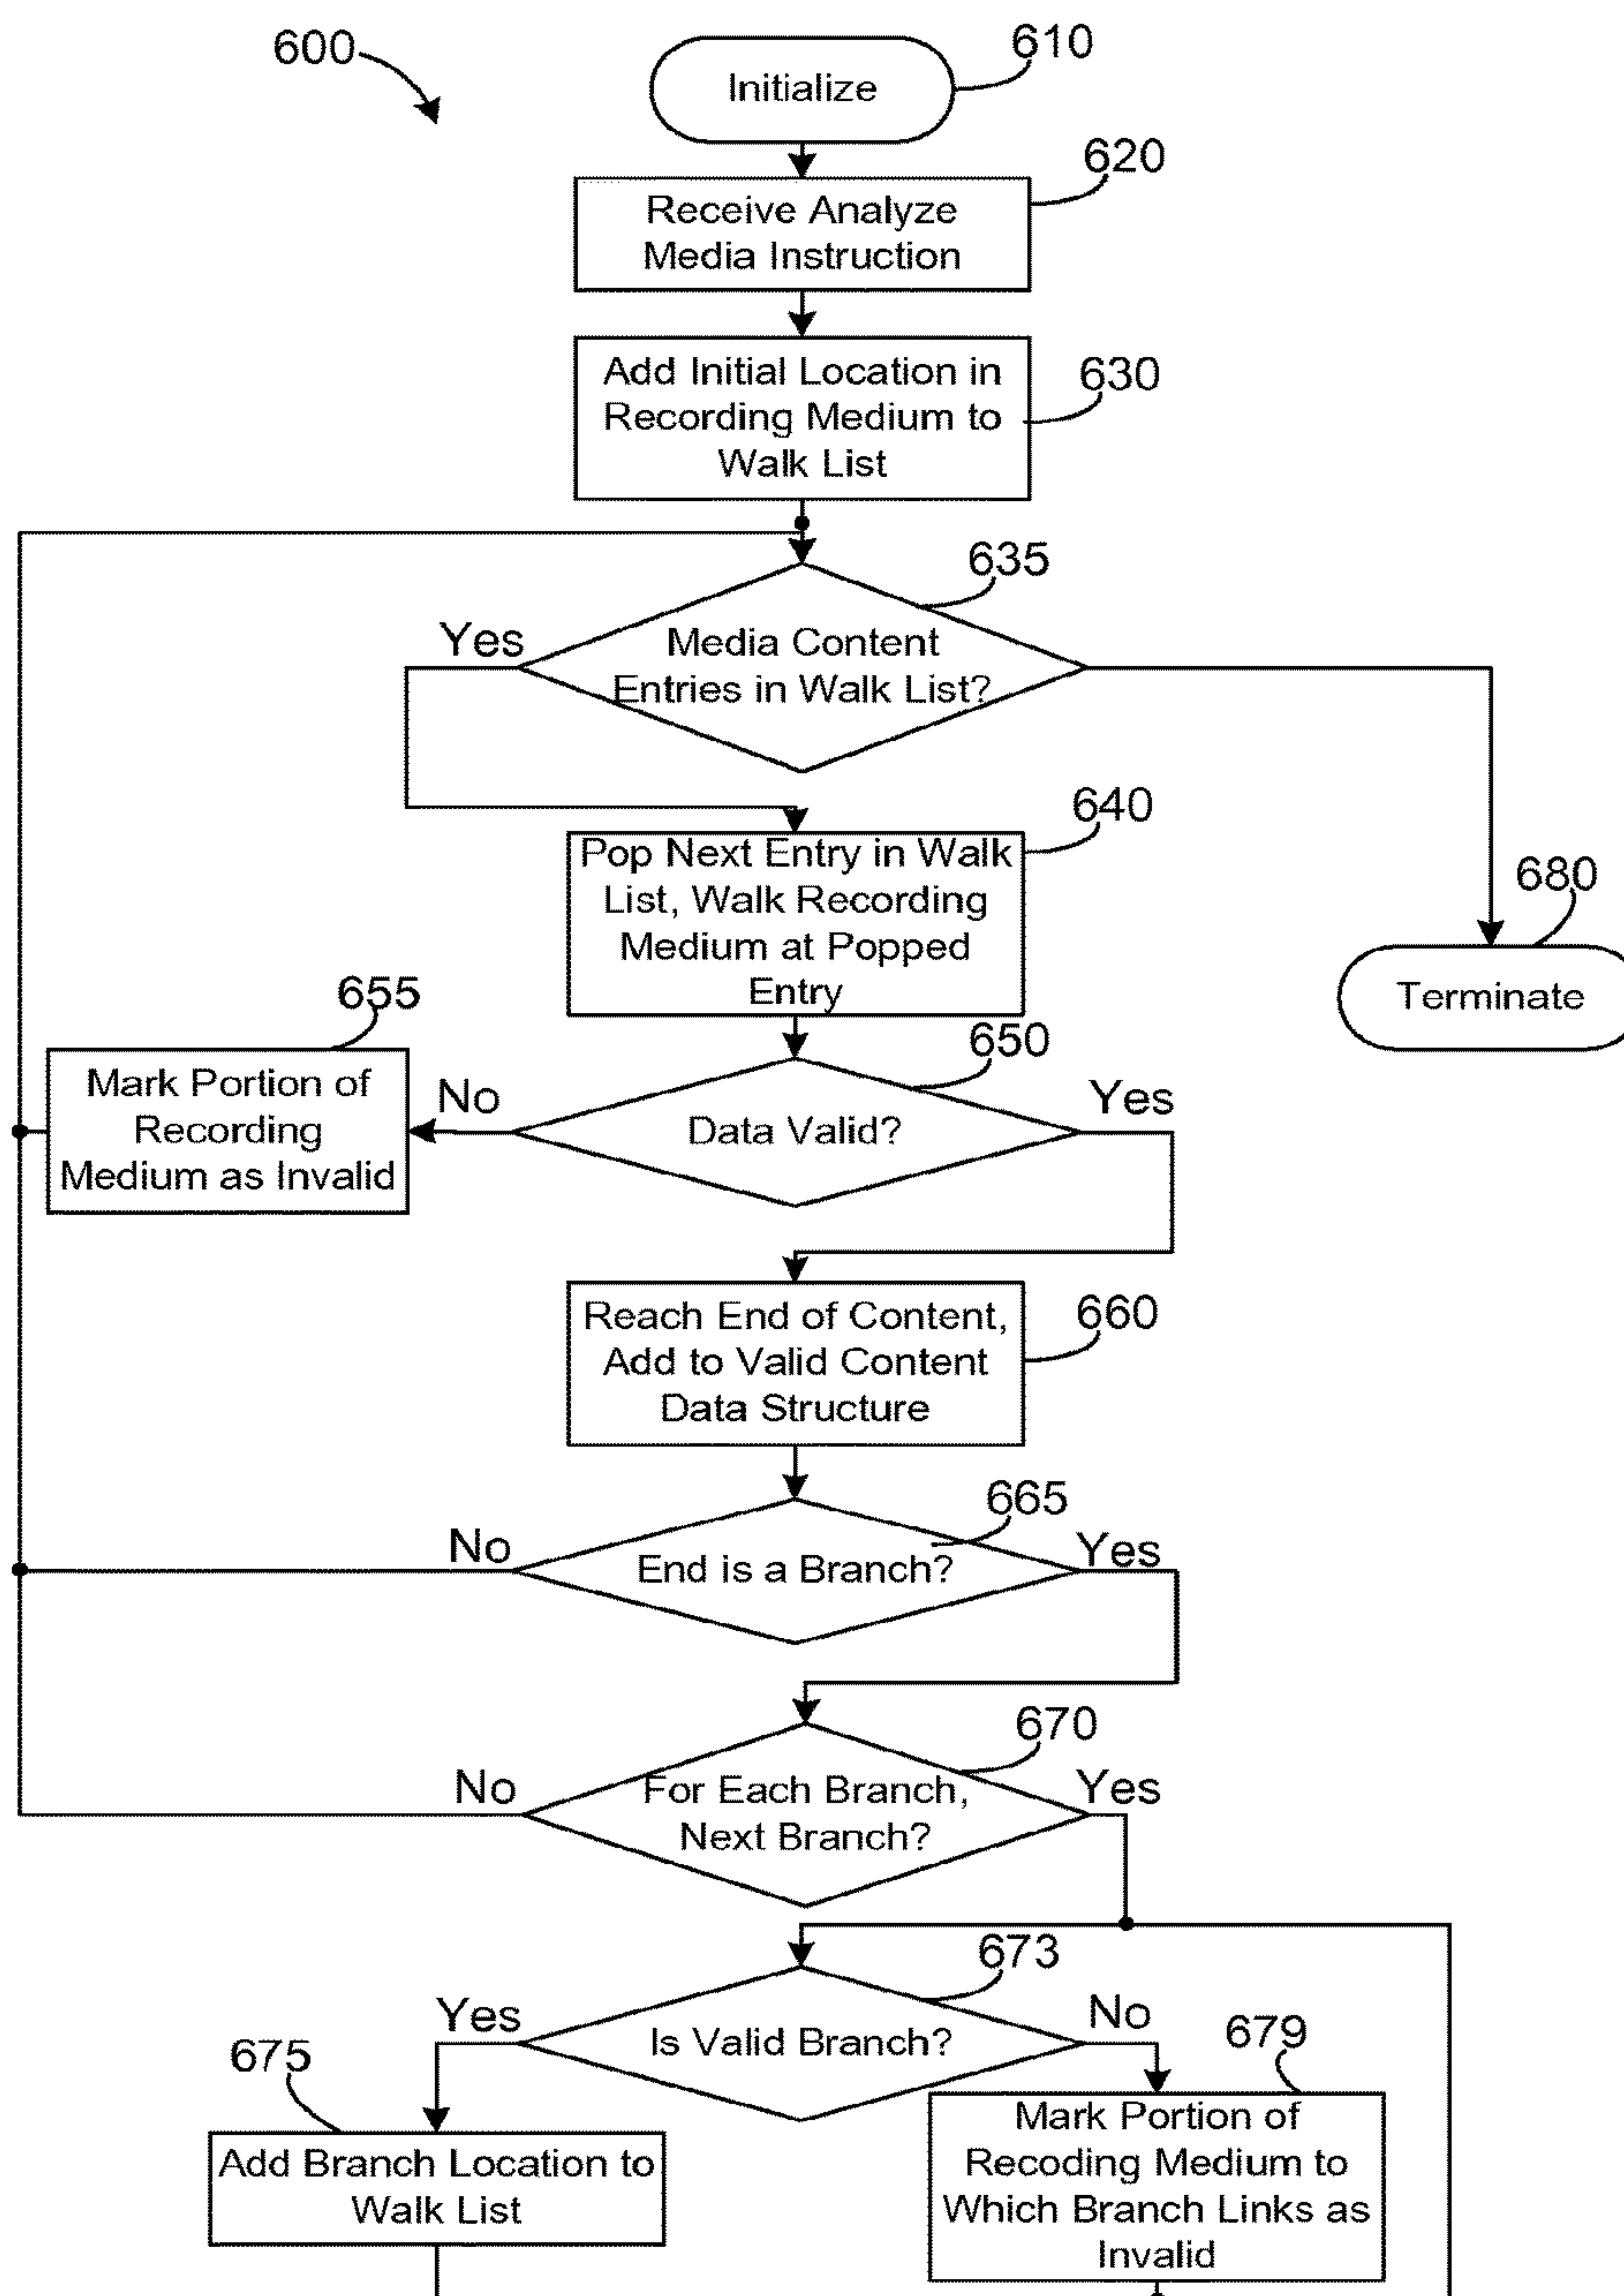 600
610
Initialize
620
Receive Analyze
Media Instruction
630
Add Initial Location in
Recording Medium to
Walk List
635
Yes
Media Content
Entries in Walk List?
640
Pop Next Entry in Walk
List, Walk Recording
Medium at Popped
Entry
680
Terminate
655
Mark Portion of
Recording
Medium as Invalid
650
No
Data Valid?
Yes
660
Reach End of Content,
Add to Valid Content
Data Structure
665
No
End is a Branch?
Yes
670
No
For Each Branch,
Next Branch?
Yes
673
Yes
Is Valid Branch?
No
675
Add Branch Location to
Walk List
679
Mark Portion of
Recoding Medium to
Which Branch Links as
Invalid